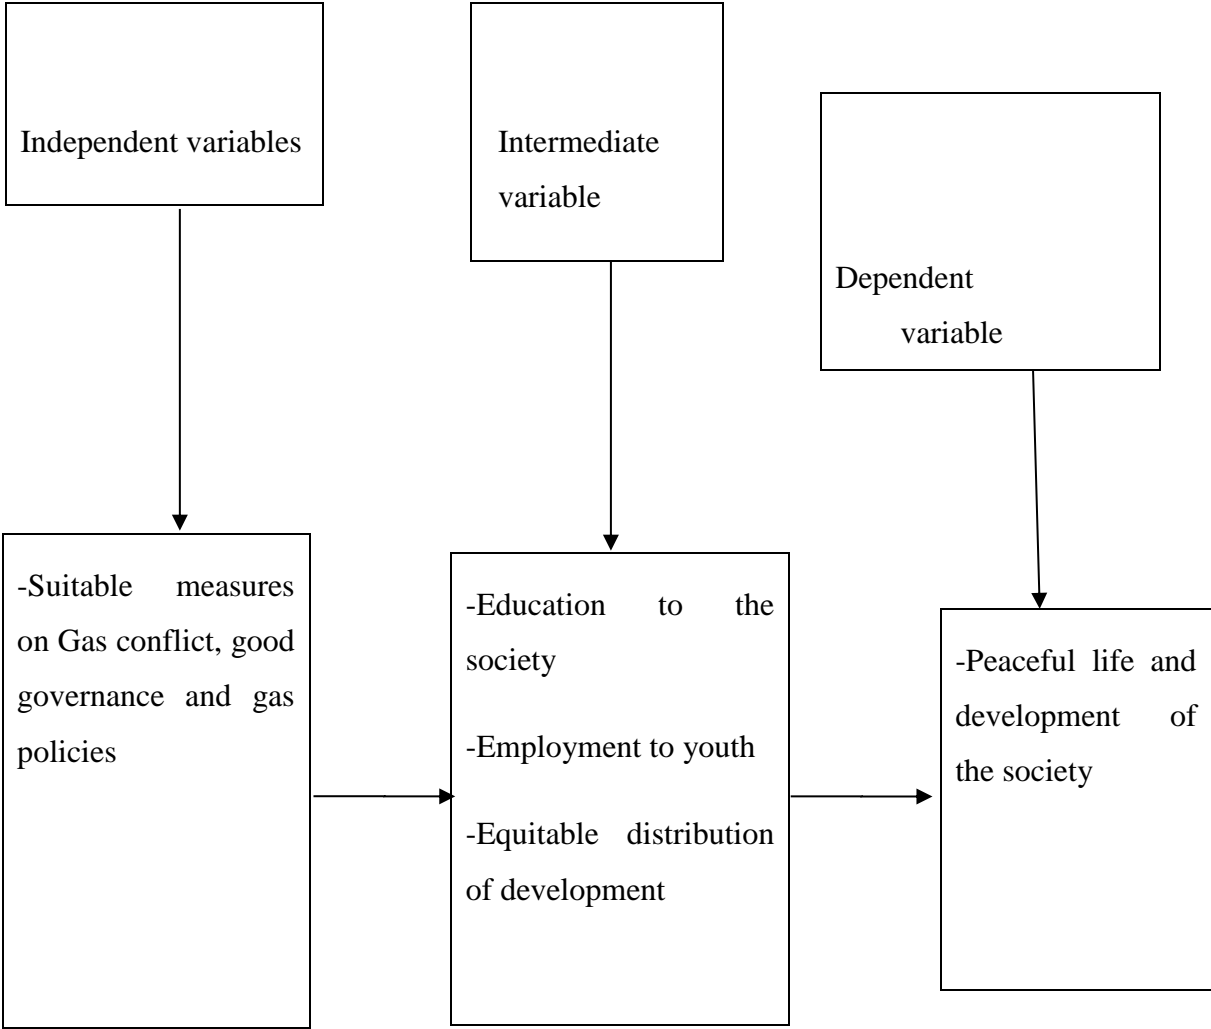 Independent variables
Intermediate
variable
Dependent
variable
-Suitable measures
on Gas conflict, good
governance and gas
policies
-Education to the
society
-Employment to youth
-Equitable distribution
of development
-Peaceful life and
development of
the society